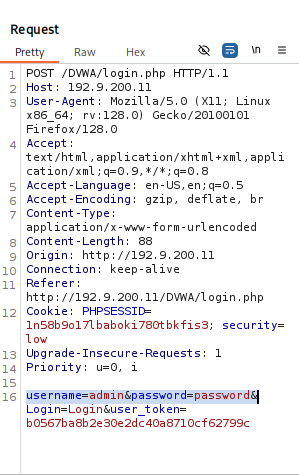 Request
Pretty Raw Hex \n
1 POST /DVWA/login.php HTTP/1.1
2 Host: 192.9.200.11
3 User-Agent: Mozilla/5.0 (X11; Linux
x86_64; rv:128.0) Gecko/20100101
Firefox/128.0
4 Accept:
text/html,application/xhtml+xml,appli
cation/xml;q=0.9,*/*;q=0.8
5 Accept-Language: en-US,en;q=0.5
6 Accept-Encoding: gzip, deflate, br
7 Content-Type:
application/x-www-form-urlencoded
8 Content-Length: 88
9 Origin: http://192.9.200.11
10 Connection: keep-alive
11 Referer:
http://192.9.200.11/DVWA/login.php
12 Cookie: PHPSESSID=
1n58b9o17lbaboki780tbkfis3; security=
low
13 Upgrade-Insecure-Requests: 1
14 Priority: u=0, i
15
16 username=admin&password=password&
Login=Login&user_token=
b0567ba8b2e30e2dc40a8710cf62799c